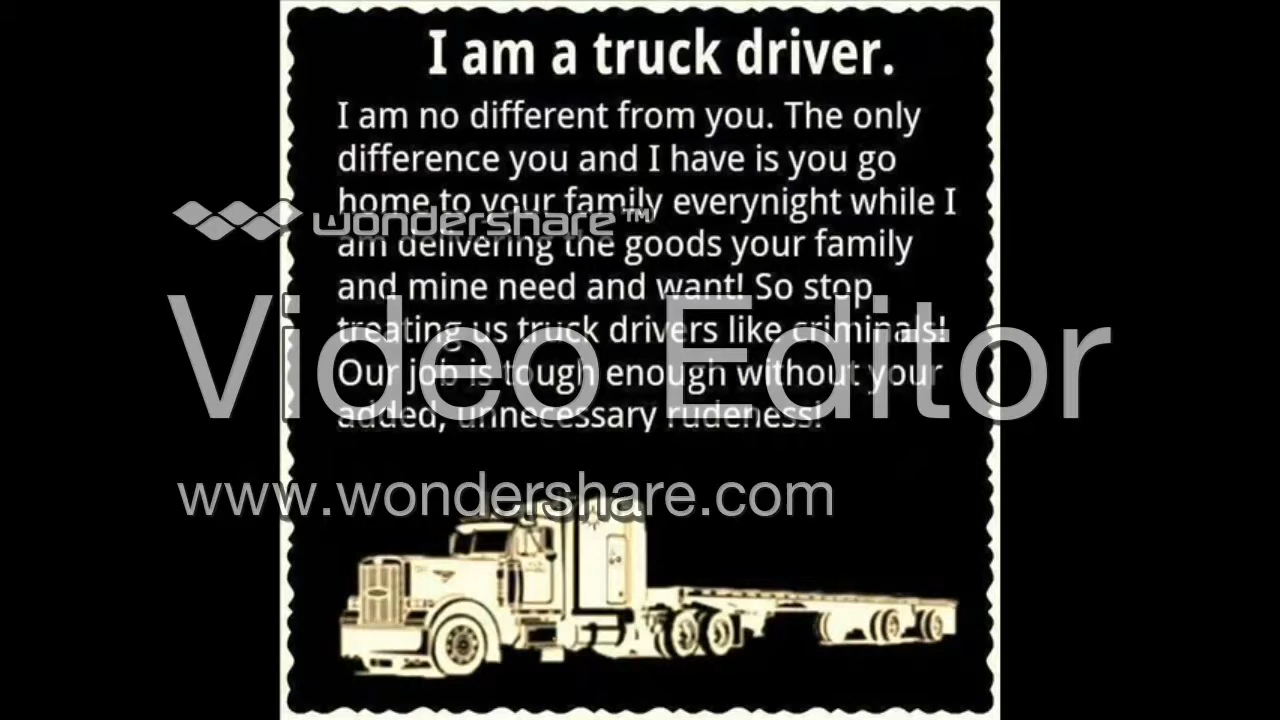 I am a truck driver.
I am no different from you. The only
difference you and I have is you go
home to your family everynight while I
wondershare™
am delivering the goods your family
and mine need and want! So stop
treating us truck drivers like criminals!
Video Editor
Our job is tough enough without your
added, unnecessary rudeness!
www.wondershare.com